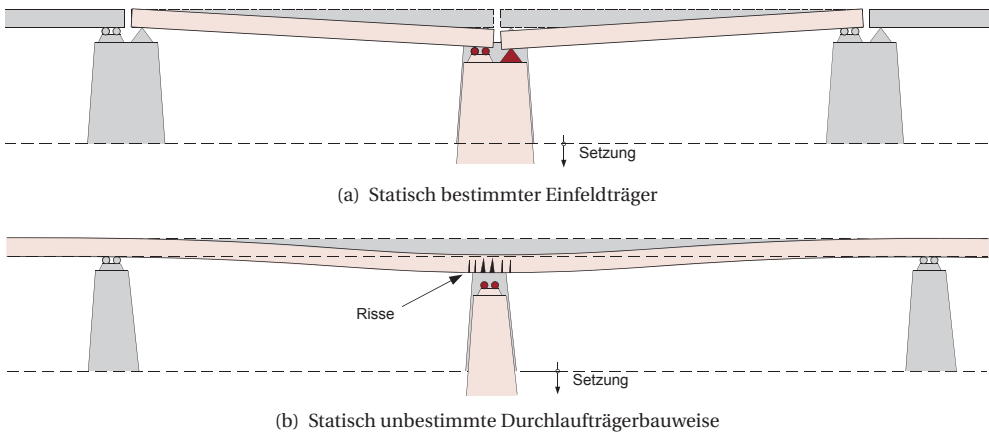 Setzung
(a) Statisch bestimmter Einfeldträger
Risse
Setzung
(b) Statisch unbestimmte Durchlaufträgerbauweise